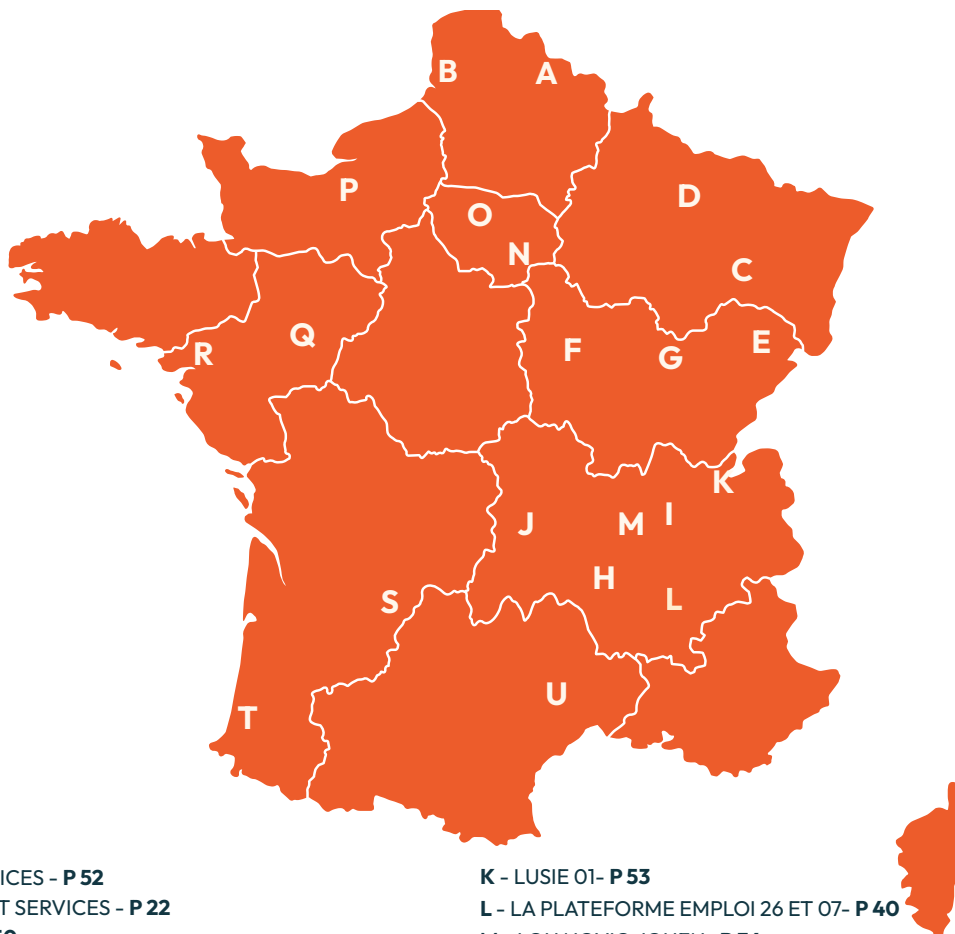 B A
P
D
O
N
C
Q
R
F
G
E
K
J
M
I
H
S
L
U
T
ICES - P 52
T SERVICES - P 22
K - LUSIE 01- P 53
L - LA PLATEFORME EMPLOI 26 ET 07- P 40